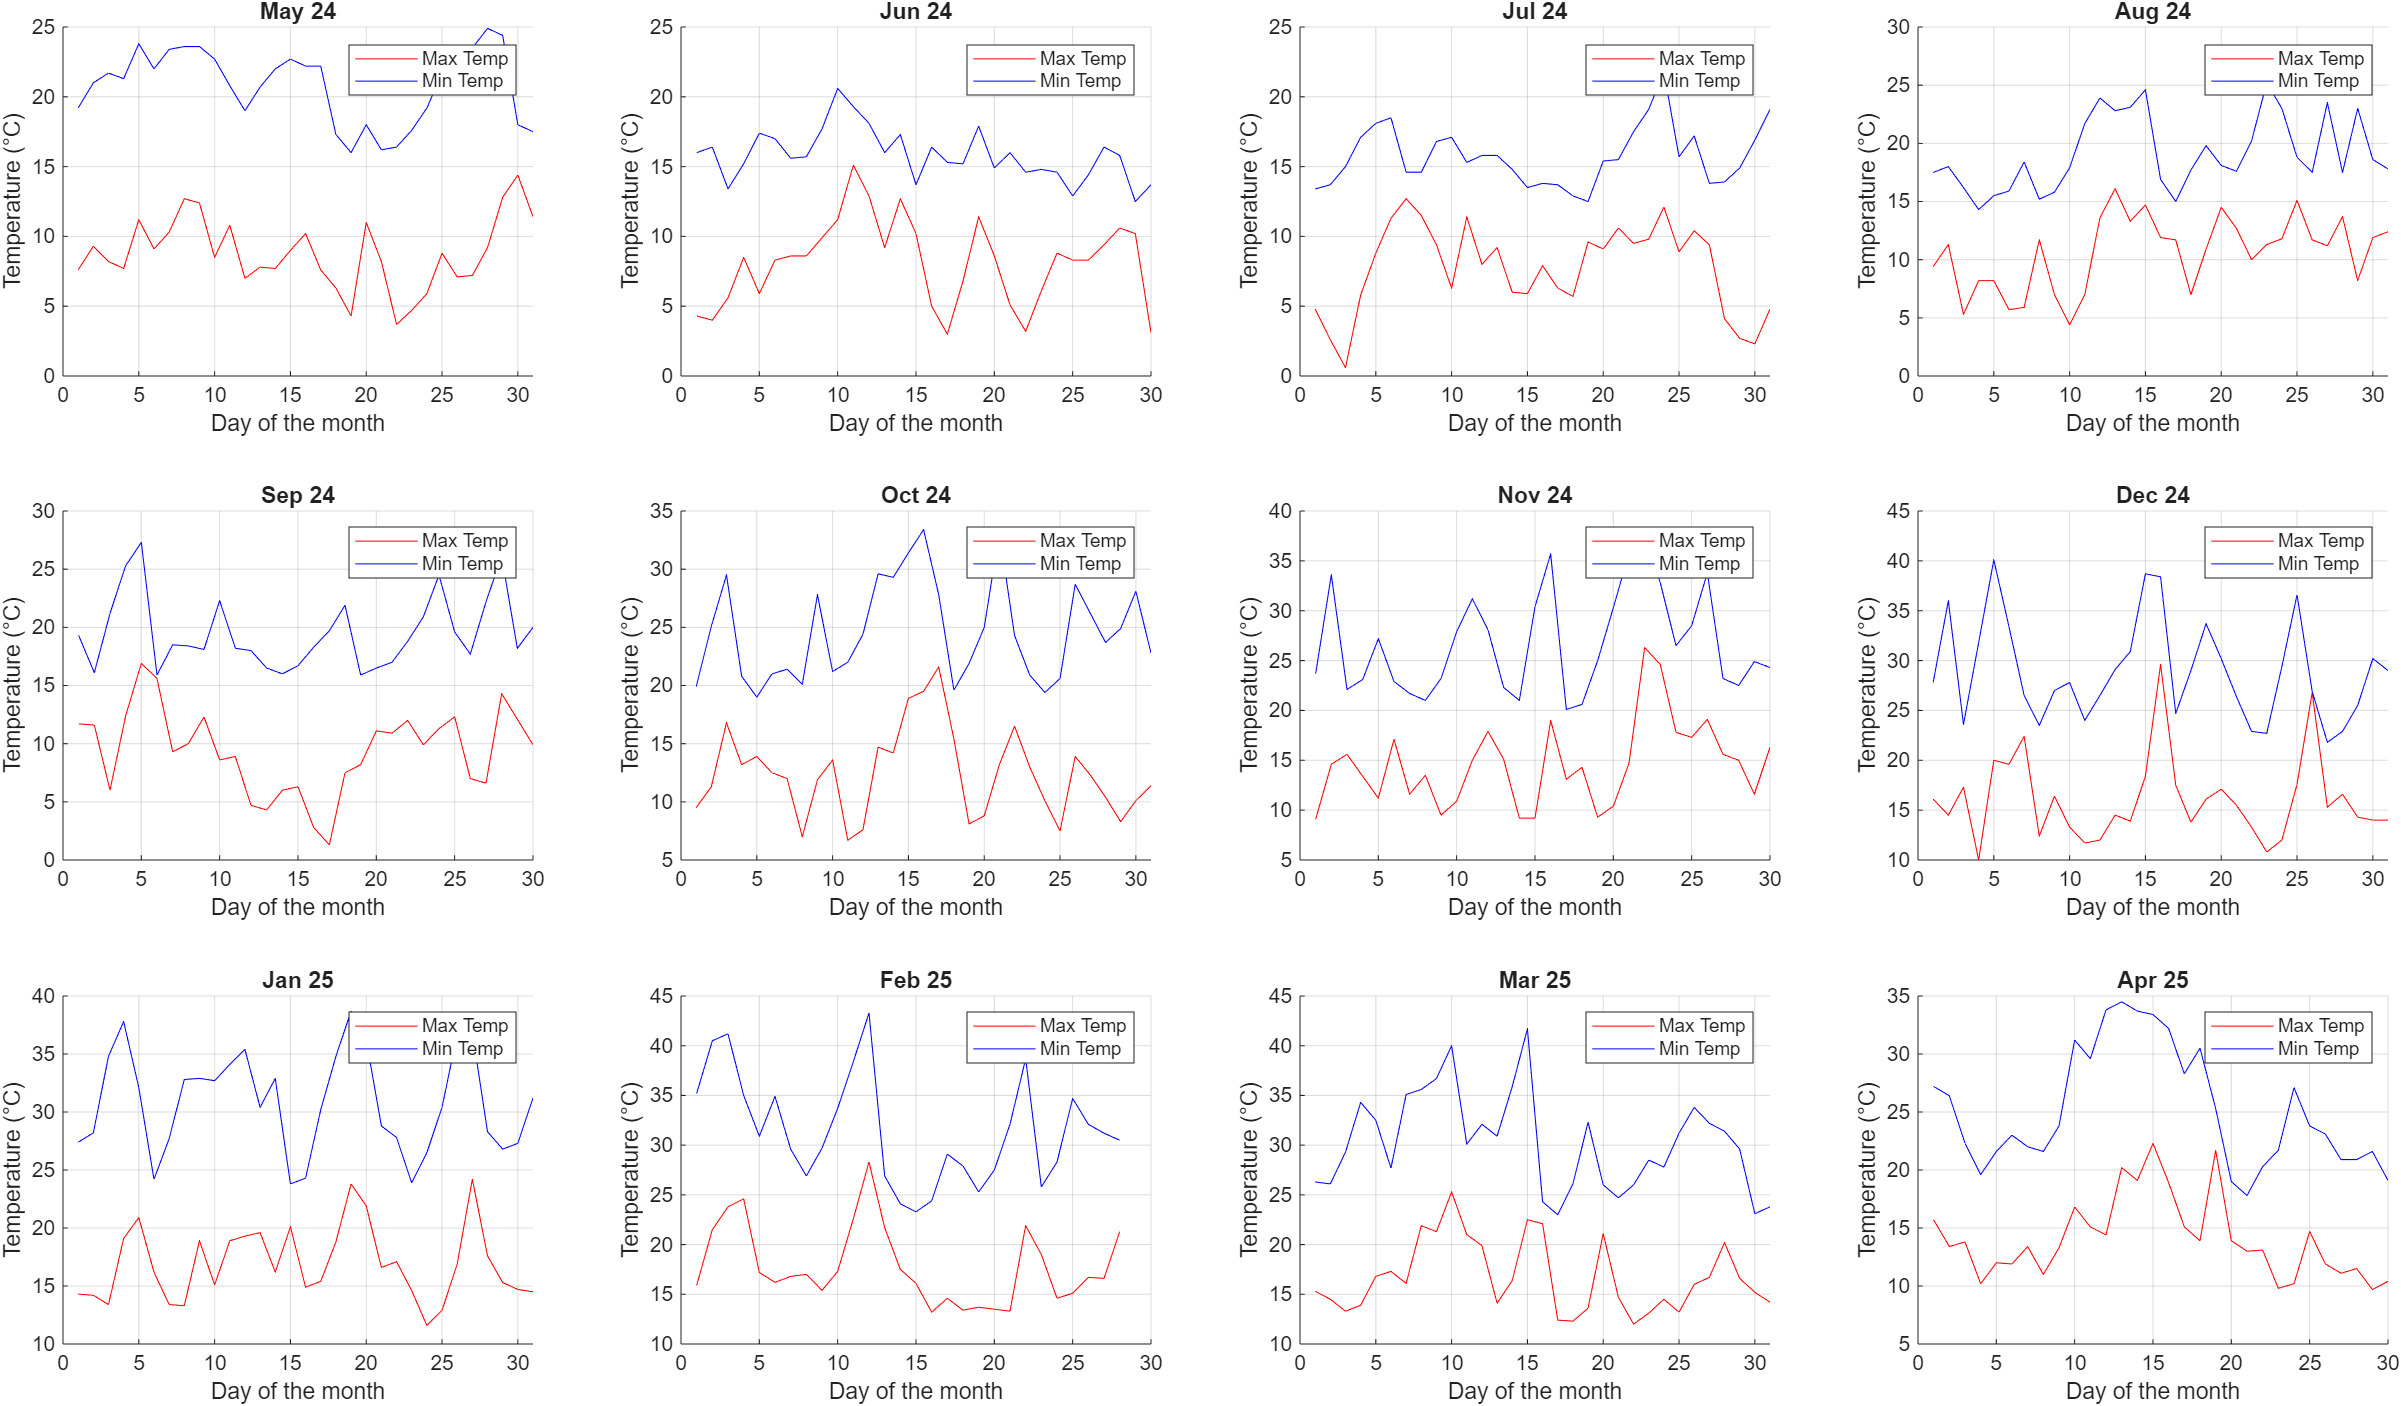 May 24
Max Temp
Min Temp
Temperature (°C)
25
20
15
10
5
0
0 5 10 15 20 25 30
Day of the month
Jun 24
Max Temp
Min Temp
Temperature (°C)
25
20
15
10
5
0
0 5 10 15 20 25 30
Day of the month
Jul 24
Max Temp
Min Temp
Temperature (°C)
25
20
15
10
5
0
0 5 10 15 20 25 30
Day of the month
Aug 24
Max Temp
Min Temp
Temperature (°C)
30
25
20
15
10
5
0
0 5 10 15 20 25 30
Day of the month
Sep 24
Max Temp
Min Temp
Temperature (°C)
30
25
20
15
10
5
0
0 5 10 15 20 25 30
Day of the month
Oct 24
Max Temp
Min Temp
Temperature (°C)
35
30
25
20
15
10
5
0 5 10 15 20 25 30
Day of the month
Nov 24
Max Temp
Min Temp
Temperature (°C)
40
35
30
25
20
15
10
5
0 5 10 15 20 25 30
Day of the month
Dec 24
Max Temp
Min Temp
Temperature (°C)
45
40
35
30
25
20
15
10
0 5 10 15 20 25 30
Day of the month
Jan 25
Max Temp
Min Temp
Temperature (°C)
40
35
30
25
20
15
10
0 5 10 15 20 25 30
Day of the month
Feb 25
Max Temp
Min Temp
Temperature (°C)
45
40
35
30
25
20
15
10
0 5 10 15 20 25 30
Day of the month
Mar 25
Max Temp
Min Temp
Temperature (°C)
45
40
35
30
25
20
15
10
0 5 10 15 20 25 30
Day of the month
Apr 25
Max Temp
Min Temp
Temperature (°C)
35
30
25
20
15
10
5
0 5 10 15 20 25 30
Day of the month